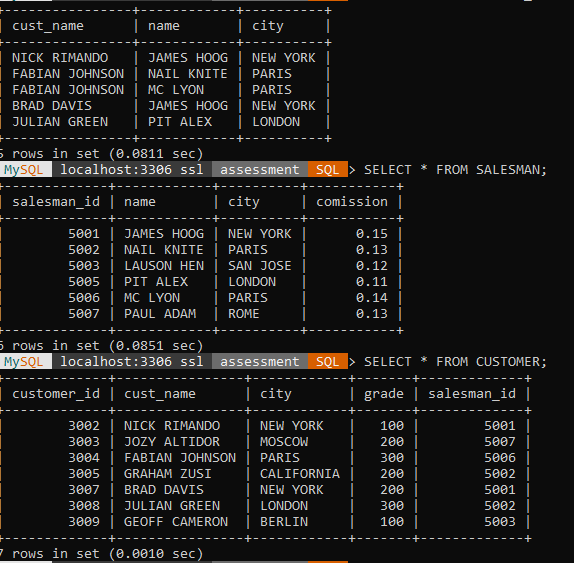 +---------------+------------+----------+
| cust_name | name | city |
+---------------+------------+----------+
| NICK RIMANDO | JAMES HOOG | NEW YORK |
| FABIAN JOHNSON | NAIL KNITE | PARIS |
| FABIAN JOHNSON | MC LYON | PARIS |
| BRAD DAVIS | JAMES HOOG | NEW YORK |
| JULIAN GREEN | PIT ALEX | LONDON |
+---------------+------------+----------+
5 rows in set (0.0811 sec)
MySQL localhost:3306 ssl assessment SQL > SELECT * FROM SALESMAN;
+-------------+------------+----------+-----------+
| salesman_id | name | city | comission |
+-------------+------------+----------+-----------+
| 5001 | JAMES HOOG | NEW YORK | 0.15 |
| 5002 | NAIL KNITE | PARIS | 0.13 |
| 5003 | LAUSON HEN | SAN JOSE | 0.12 |
| 5005 | PIT ALEX | LONDON | 0.11 |
| 5006 | MC LYON | PARIS | 0.14 |
| 5007 | PAUL ADAM | ROME | 0.13 |
+-------------+------------+----------+-----------+
6 rows in set (0.0851 sec)
MySQL localhost:3306 ssl assessment SQL > SELECT * FROM CUSTOMER;
+-------------+----------------+------------+-------+-------------+
| customer_id | cust_name | city | grade | salesman_id |
+-------------+----------------+------------+-------+-------------+
| 3002 | NICK RIMANDO | NEW YORK | 100 | 5001 |
| 3003 | JOZY ALTIDOR | MOSCOW | 200 | 5007 |
| 3004 | FABIAN JOHNSON | PARIS | 300 | 5006 |
| 3005 | GRAHAM ZUSI | CALIFORNIA | 200 | 5002 |
| 3007 | BRAD DAVIS | NEW YORK | 200 | 5001 |
| 3008 | JULIAN GREEN | LONDON | 300 | 5002 |
| 3009 | GEOFF CAMERON | BERLIN | 100 | 5003 |
+-------------+----------------+------------+-------+-------------+
7 rows in set (0.0010 sec)